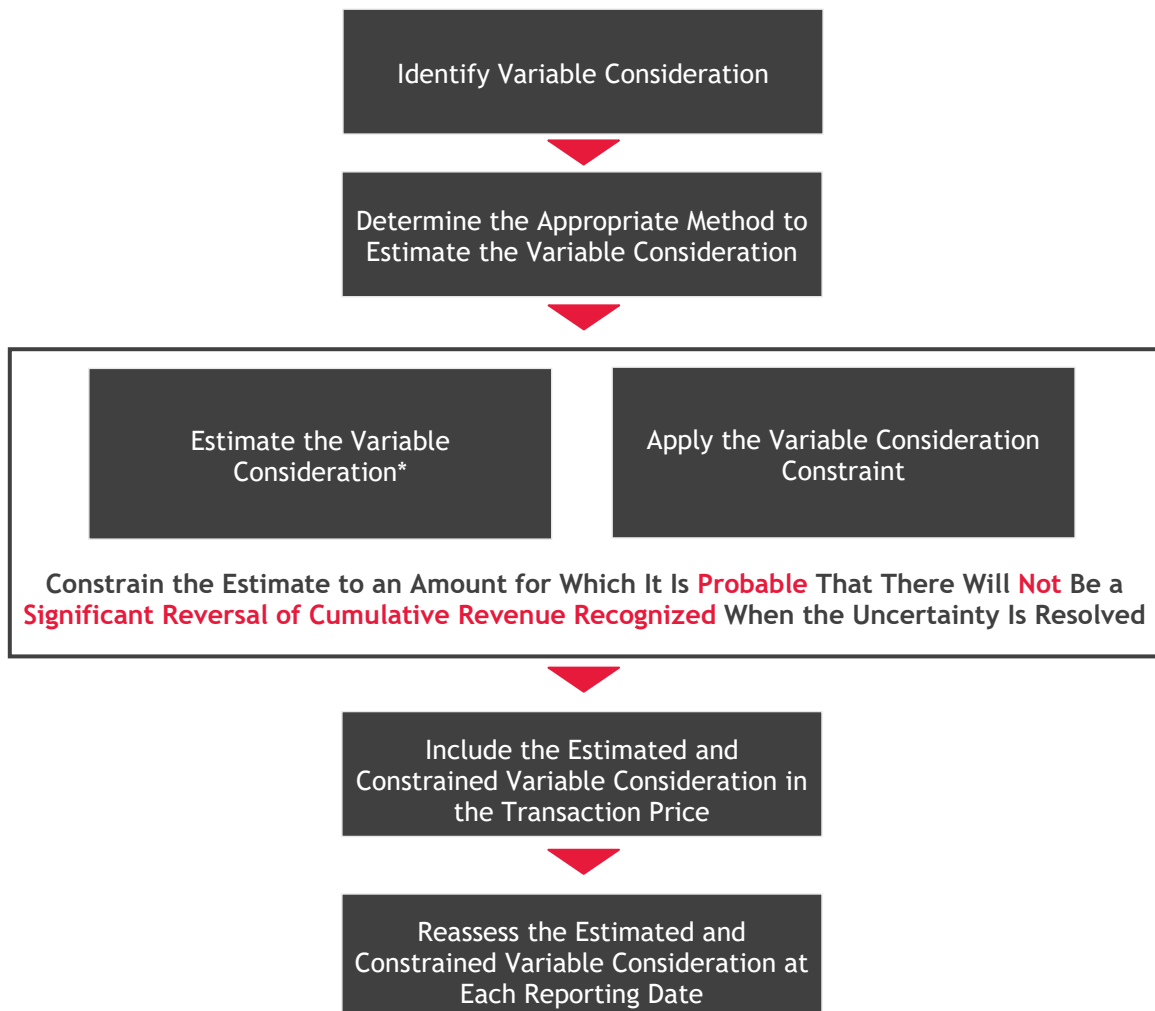 Identify Variable Consideration
Determine the Appropriate Method to
Estimate the Variable Consideration
Estimate the Variable
Consideration*
Apply the Variable Consideration
Constraint
Constrain the Estimate to an Amount for Which It Is Probable That There Will Not Be a
Significant Reversal of Cumulative Revenue Recognized When the Uncertainty Is Resolved
Include the Estimated and
Constrained Variable Consideration in
the Transaction Price
Reassess the Estimated and
Constrained Variable Consideration at
Each Reporting Date